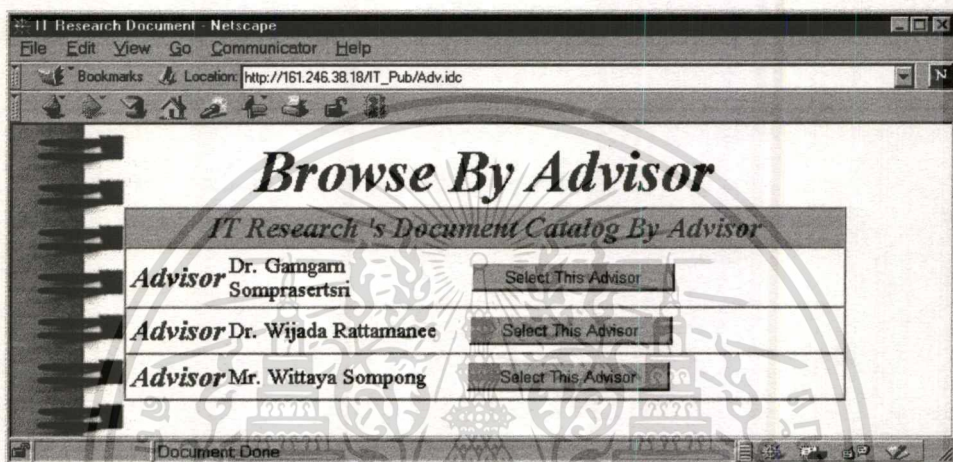 IT Research Document - Netscape
File Edit View Go Communicator Help
Bookmarks Location: http://161.246.38.18/IT_Pub/Adv.idc
N
Browse By Advisor
IT Research 's Document Catalog By Advisor
Advisor Dr. Gamgarn Somprasertsri Select This Advisor
Advisor Dr. Wijada Rattamanee Select This Advisor
Advisor Mr. Wittaya Sompong Select This Advisor
Document Done